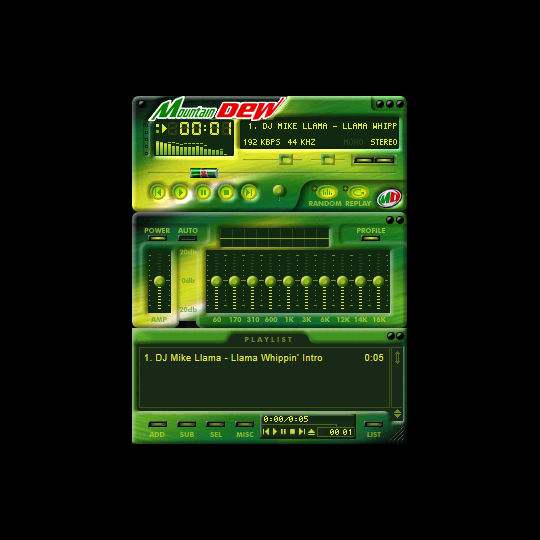 Mountain DEW
00:01
1. DJ MIKE LLAMA - LLAMA WHIPP
192 KBPS 44 KHZ MONO STEREO
RANDOM REPLAY
MD
POWER AUTO PROFILE
20db
0db
20db
AMP 60 170 310 600 1K 3K 6K 12K 14K 16K
PLAYLIST
1. DJ Mike Llama - Llama Whippin' Intro 0:05
0:00/0:05
00 01
ADD SUB SEL MISC LIST